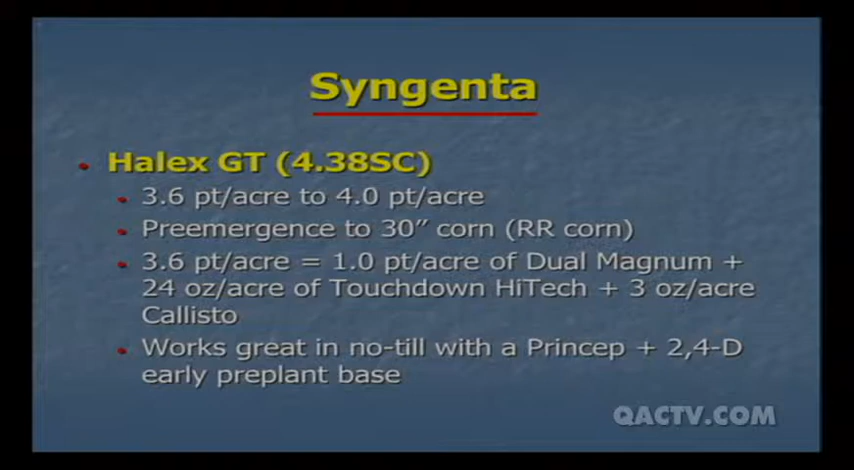 Syngenta
• Halex GT (4.38SC)
• 3.6 pt/acre to 4.0 pt/acre
• Preemergence to 30” corn (RR corn)
• 3.6 pt/acre = 1.0 pt/acre of Dual Magnum +
24 oz/acre of Touchdown HiTech + 3 oz/acre
Callisto
• Works great in no-till with a Princep + 2,4-D
early preplant base
QACTV.COM